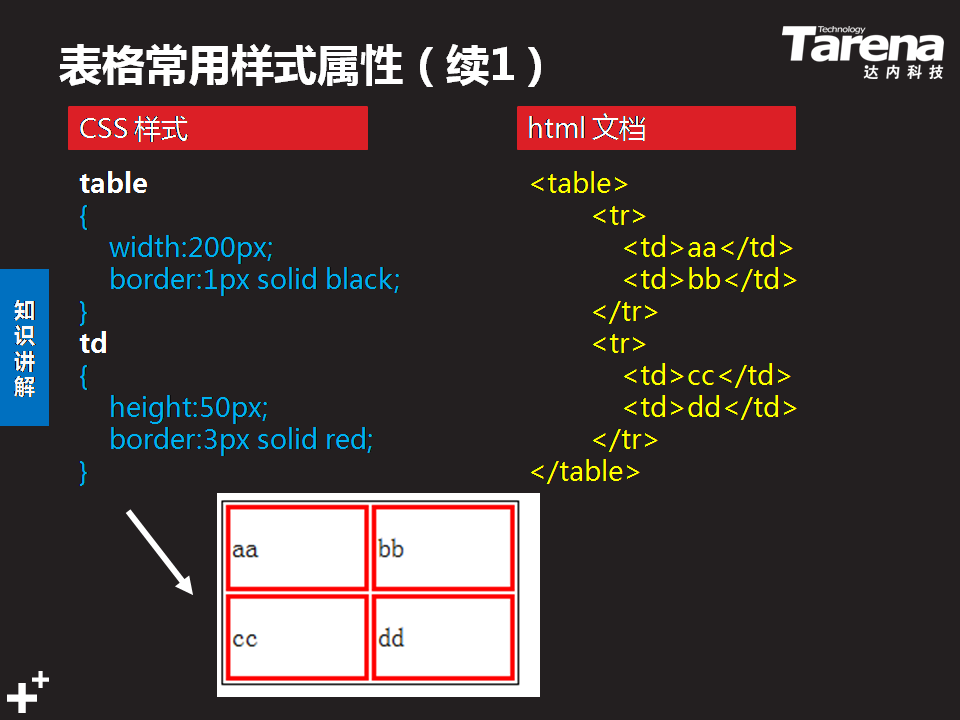 表格常用样式属性（续1）
Technology
Tarena
达内科技
CSS 样式
table
{
width:200px;
border:1px solid black;
}
td
{
height:50px;
border:3px solid red;
}
html 文档
<table>
<tr>
<td>aa</td>
<td>bb</td>
</tr>
<tr>
<td>cc</td>
<td>dd</td>
</tr>
</table>
知识讲解
aa bb
cc dd